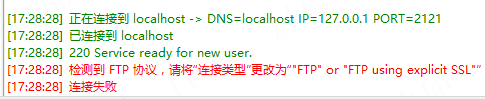 [17:28:28] 正在连接到 localhost -> DNS=localhost IP=127.0.0.1 PORT=2121
[17:28:28] 已连接到 localhost
[17:28:28] 220 Service ready for new user.
[17:28:28] 检测到 FTP 协议，请将“连接类型”更改为“"FTP" or "FTP using explicit SSL"”
[17:28:28] 连接失败